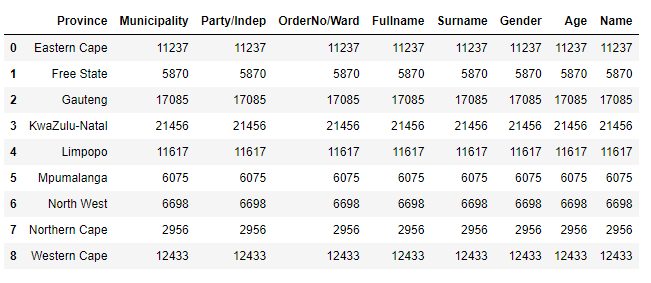 Province Municipality Party/Indep OrderNo/Ward Fullname Surname Gender Age Name
0 Eastern Cape 11237 11237 11237 11237 11237 11237 11237 11237
1 Free State 5870 5870 5870 5870 5870 5870 5870 5870
2 Gauteng 17085 17085 17085 17085 17085 17085 17085 17085
3 KwaZulu-Natal 21456 21456 21456 21456 21456 21456 21456 21456
4 Limpopo 11617 11617 11617 11617 11617 11617 11617 11617
5 Mpumalanga 6075 6075 6075 6075 6075 6075 6075 6075
6 North West 6698 6698 6698 6698 6698 6698 6698 6698
7 Northern Cape 2956 2956 2956 2956 2956 2956 2956 2956
8 Western Cape 12433 12433 12433 12433 12433 12433 12433 12433